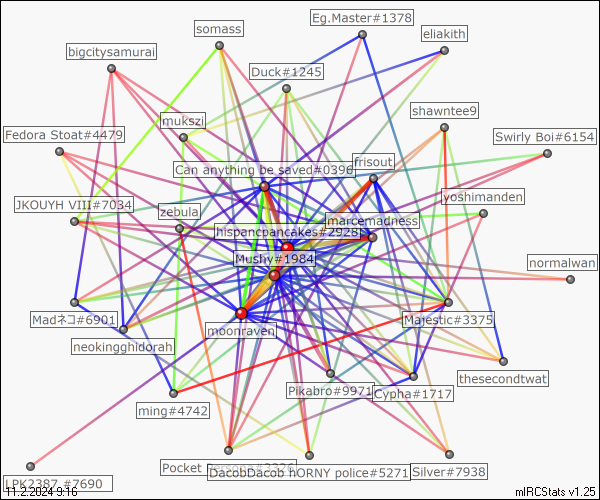 Eg.Master#1378
somass
eliakith
bigcitysamurai
Duck#1245
shawntee9
mukszi
Fedora Stoat#4479
Swirly Boi#6154
frisout
Can anything be saved#0396
yoshimanden
JKOUYH VIII#7034
zebula
marcemadness
hispancpancakes#2928
Mushy#1984
normalwan
Madネコ#6901
moonraven
Majestic#3375
neokingghidorah
thesecondtwat
Pikabro#9971
Cypha#1717
ming#4742
Pocket
DacobDacob hORNY police#5271
Silver#7938
LPK2387 #7690
11.2.2024 9:16
mIRCStats v1.25